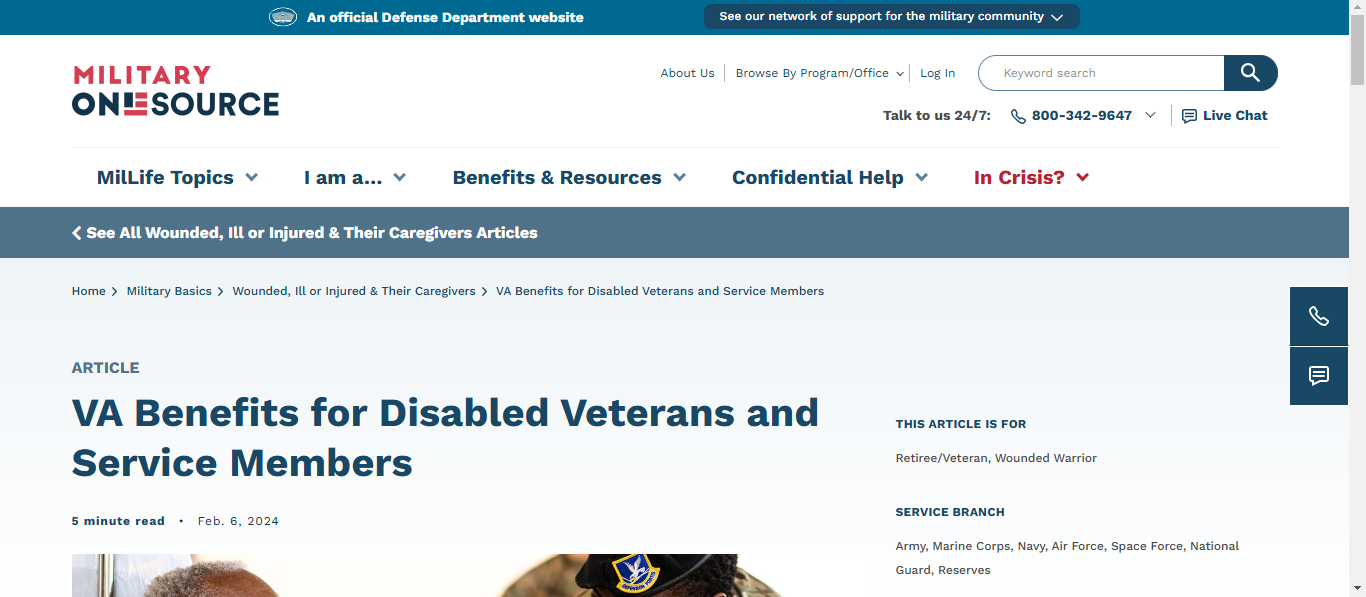 An official Defense Department website
See our network of support for the military community
MILITARY
ONESOURCE
About Us
Browse By Program/Office
Log In
Keyword search
Talk to us 24/7:
800-342-9647
Live Chat
MilLife Topics
I am a...
Benefits & Resources
Confidential Help
In Crisis?
See All Wounded, Ill or Injured & Their Caregivers Articles
Home > Military Basics > Wounded, Ill or Injured & Their Caregivers > VA Benefits for Disabled Veterans and Service Members
ARTICLE
VA Benefits for Disabled Veterans and
Service Members
5 minute read • Feb. 6, 2024
THIS ARTICLE IS FOR
Retiree/Veteran, Wounded Warrior
SERVICE BRANCH
Army, Marine Corps, Navy, Air Force, Space Force, National
Guard, Reserves